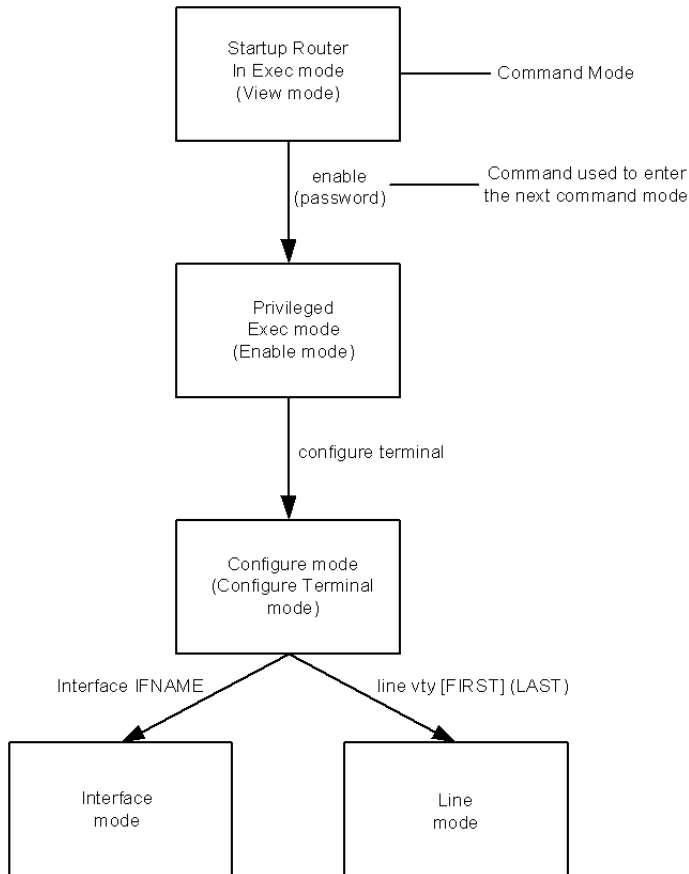 Startup Router
In Exec mode
(View mode)
Command Mode
enable
(password)
Command used to enter
the next command mode
Privileged
Exec mode
(Enable mode)
configure terminal
Configure mode
(Configure Terminal
mode)
Interface IFNAME
line vty [FIRST] (LAST)
Interface
mode
Line
mode